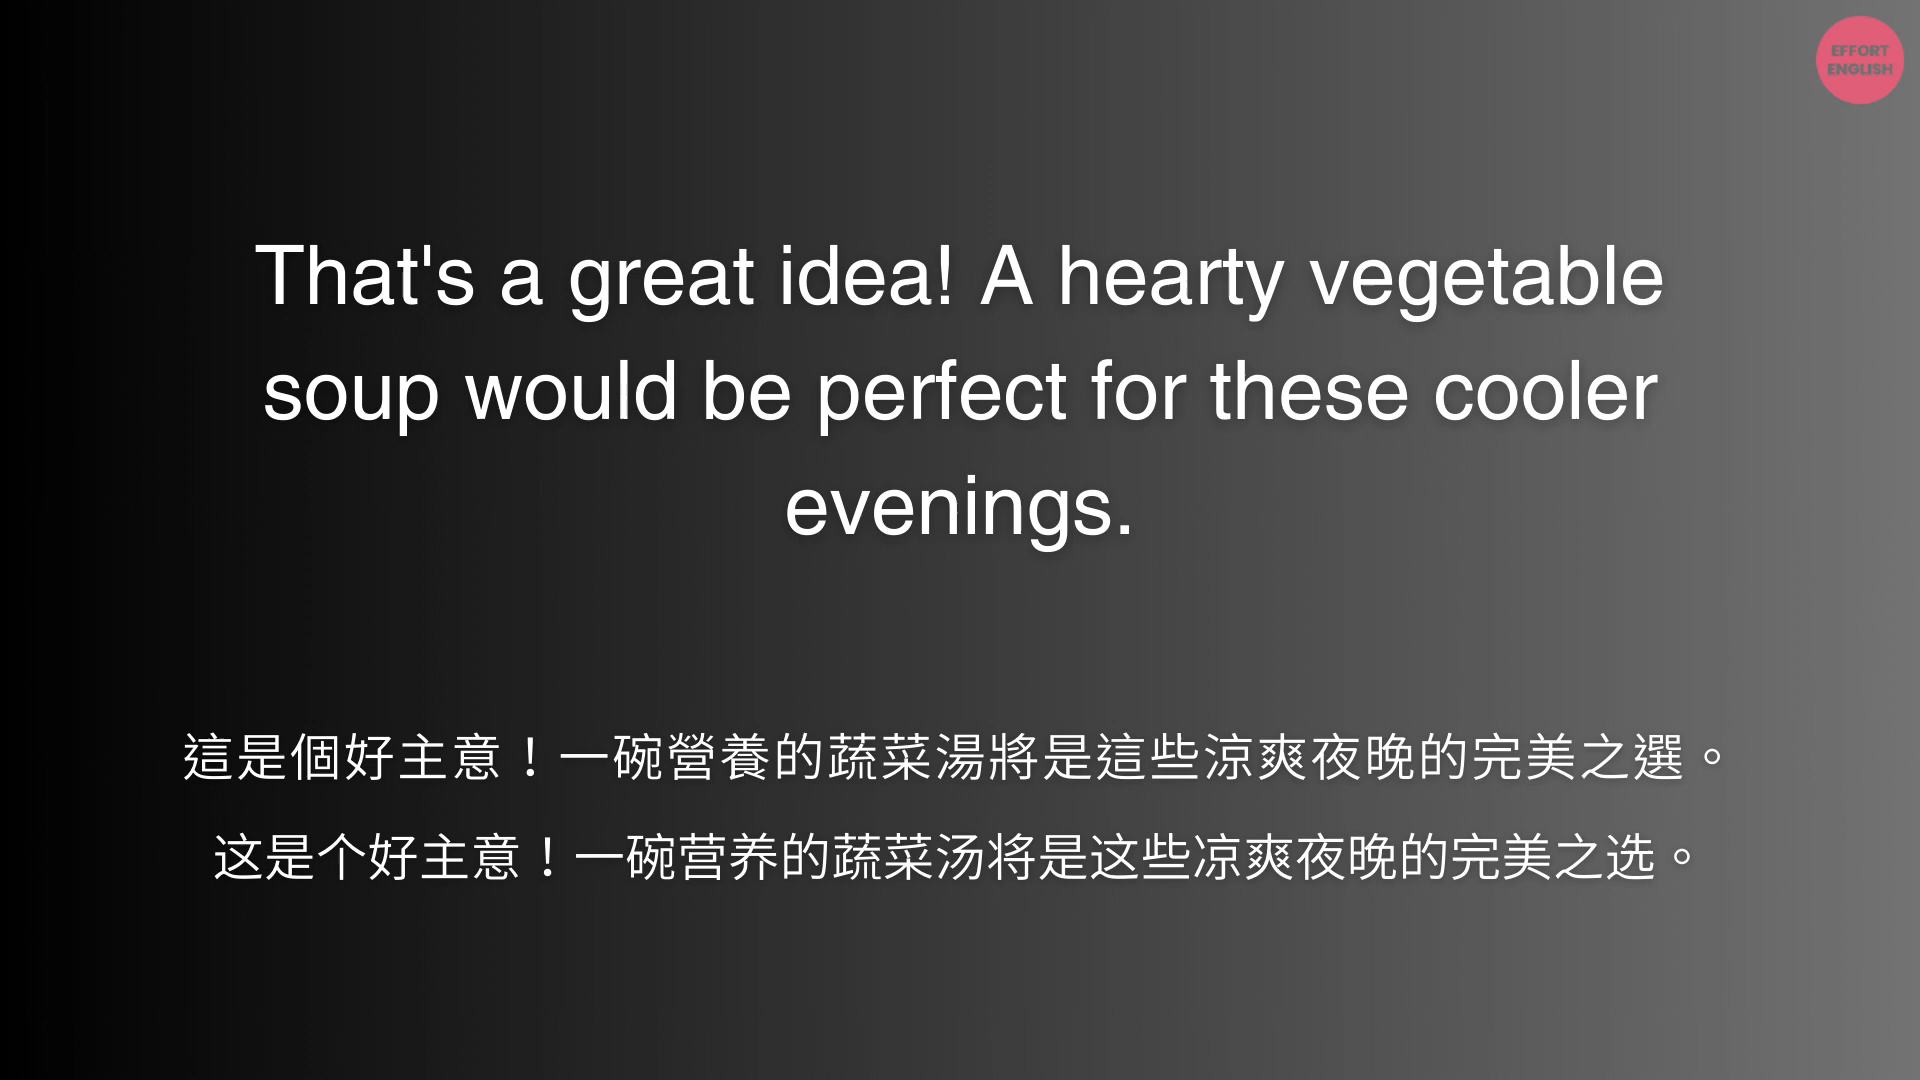 EFFORT
ENGLISH
That's a great idea! A hearty vegetable
soup would be perfect for these cooler
evenings.
這是個好主意！一碗營養的蔬菜湯將是這些涼爽夜晚的完美之選。
这是个好主意！一碗营养的蔬菜汤将是这些凉爽夜晚的完美之选。